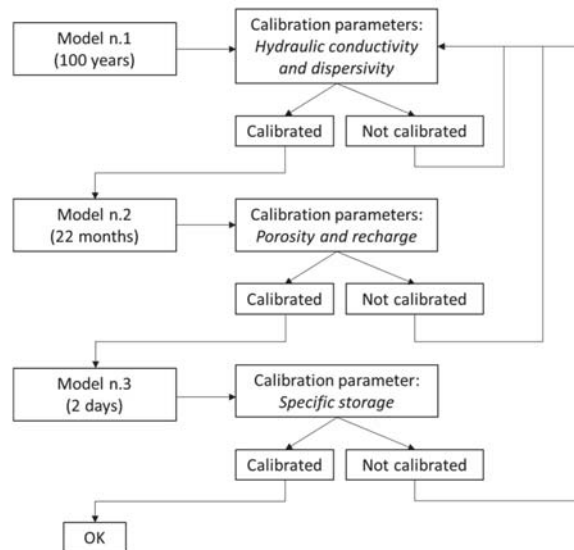 Model n.1
(100 years)
Calibration parameters:
Hydraulic conductivity
and dispersivity
Calibrated
Not calibrated
Model n.2
(22 months)
Calibration parameters:
Porosity and recharge
Calibrated
Not calibrated
Model n.3
(2 days)
Calibration parameter:
Specific storage
Calibrated
Not calibrated
OK